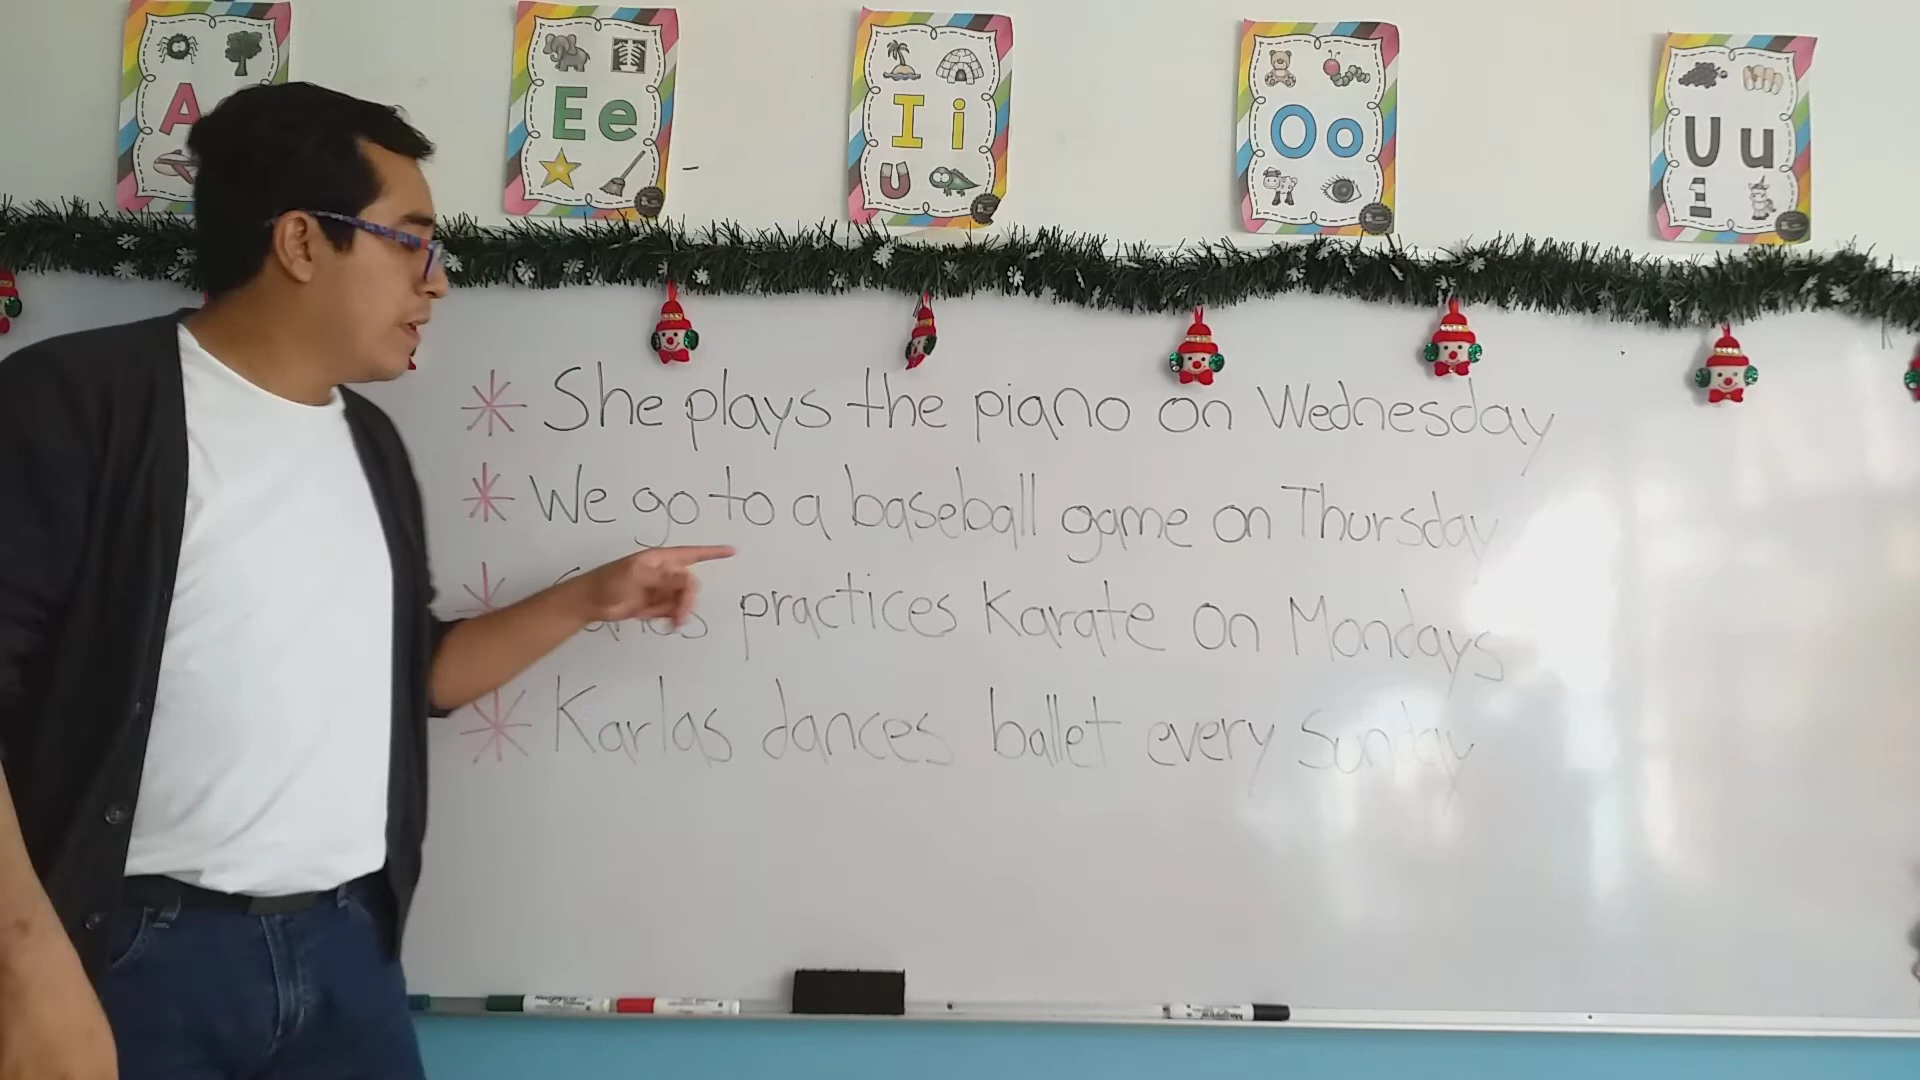 A
Ee
Ii
Oo
Uu
She plays the piano on Wednesday
We go to a baseball game on Thursday
practices Karate on Mondays
Karlas dances ballet every Sunday